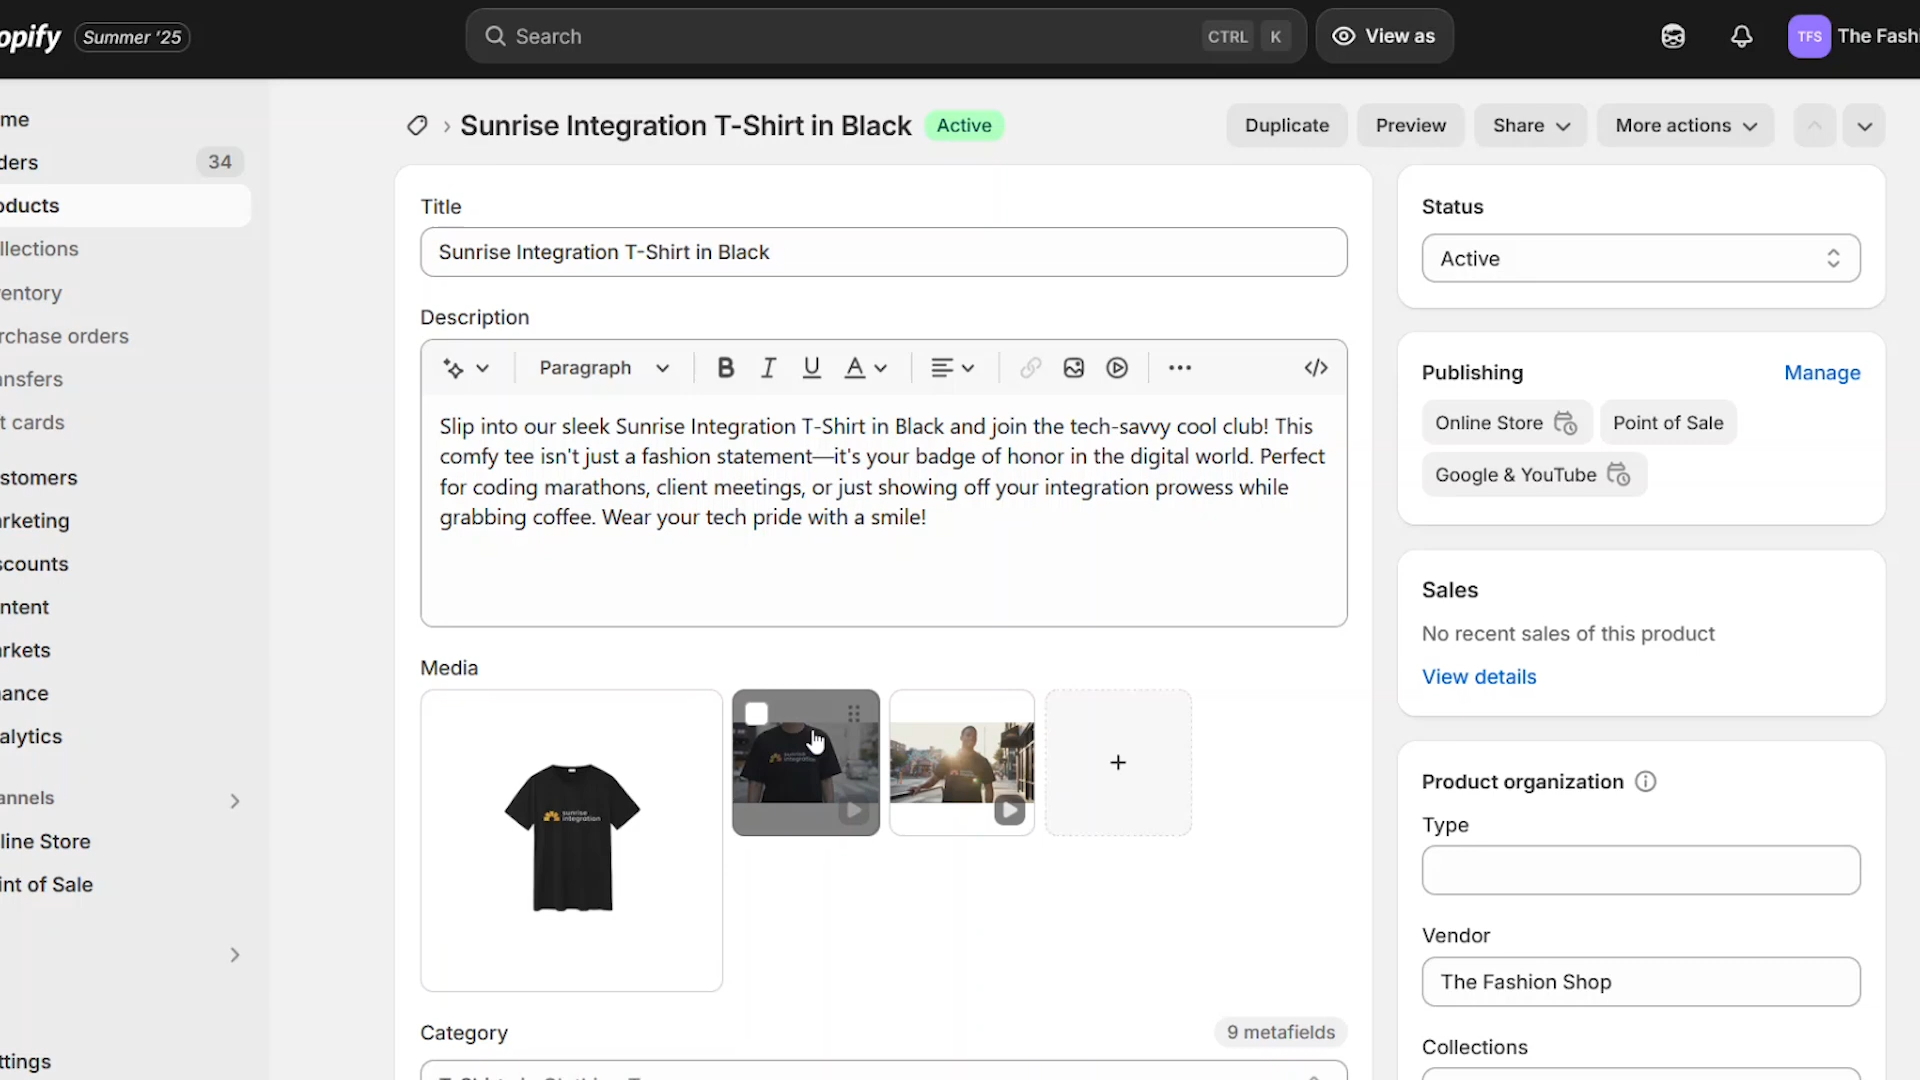 opify Summer '25
Search CTRL K View as TFS The Fashi
me
ders 34
oducts
llections
entory
rchase orders
ansfers
t cards
stomers
rketing
scounts
ntent
rkets
nance
alytics
annels
line Store
int of Sale
ttings
Sunrise Integration T-Shirt in Black Active
Duplicate Preview Share More actions
Title
Sunrise Integration T-Shirt in Black
Description
Paragraph B I U A ... </>
Slip into our sleek Sunrise Integration T-Shirt in Black and join the tech-savvy cool club! This
comfy tee isn't just a fashion statement—it's your badge of honor in the digital world. Perfect
for coding marathons, client meetings, or just showing off your integration prowess while
grabbing coffee. Wear your tech pride with a smile!
Media
sunrise
integration
sunrise
integration
Category 9 metafields
Status
Active
Publishing Manage
Online Store Point of Sale
Google & YouTube
Sales
No recent sales of this product
View details
Product organization
Type
Vendor
The Fashion Shop
Collections